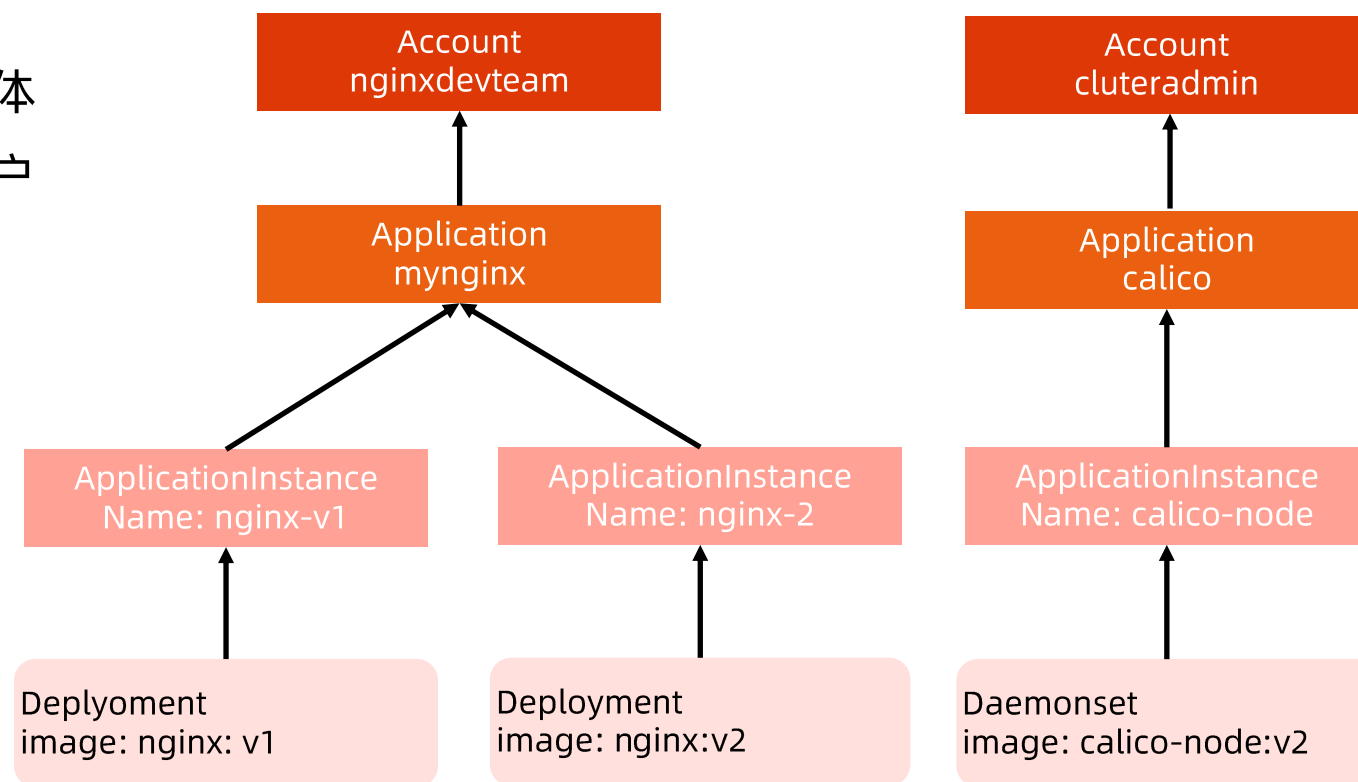 体
户
Account
nginxdevteam
Account
cluteradmin
Application
mynginx
Application
calico
ApplicationInstance
Name: nginx-v1
ApplicationInstance
Name: nginx-2
ApplicationInstance
Name: calico-node
Deplyoment
image: nginx: v1
Deployment
image: nginx:v2
Daemonset
image: calico-node:v2